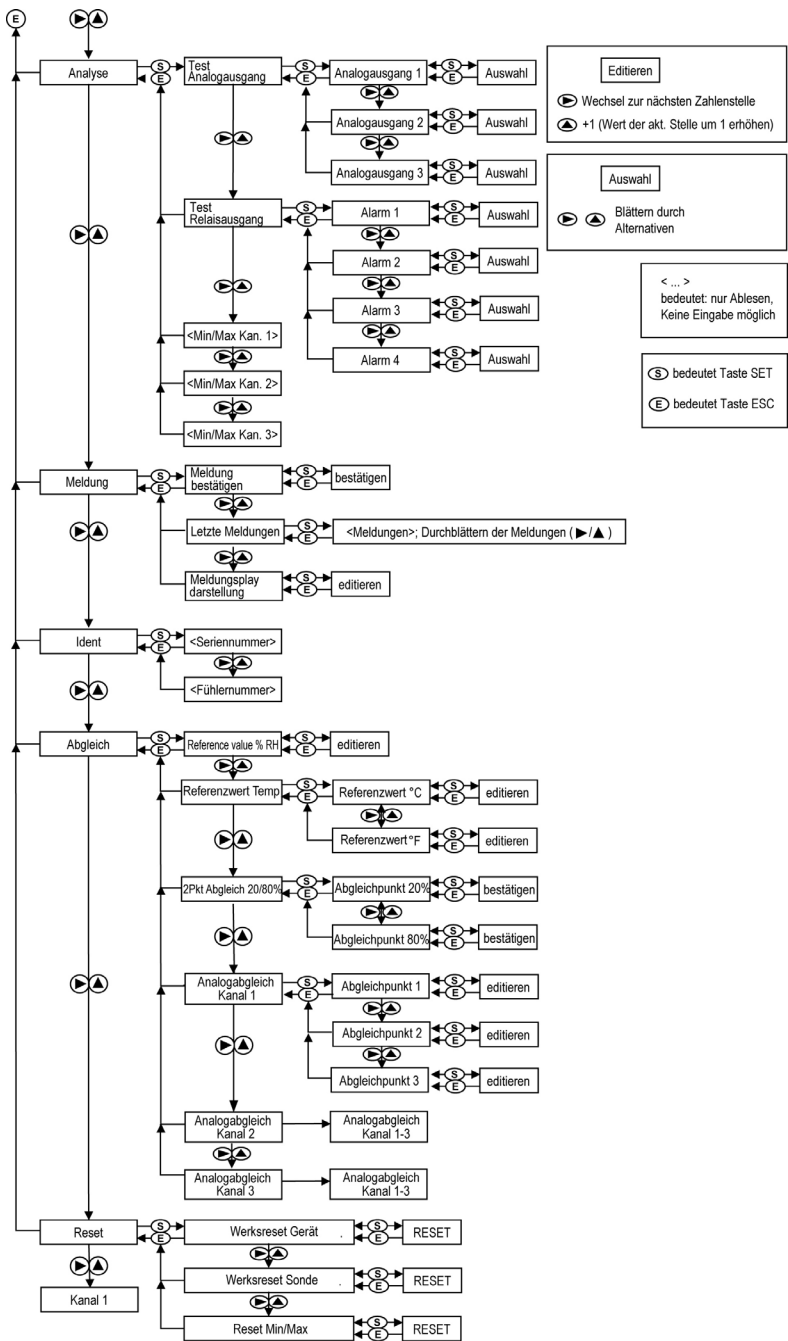 E
Analyse
S
E
Test
Analogausgang
S
E
Analogausgang 1
S
E
Auswahl
Analogausgang 2
S
E
Auswahl
Analogausgang 3
S
E
Auswahl
Test
Relaisausgang
S
E
Alarm 1
S
E
Auswahl
Alarm 2
S
E
Auswahl
Alarm 3
S
E
Auswahl
Alarm 4
S
E
Auswahl
<Min/Max Kan. 1>
<Min/Max Kan. 2>
<Min/Max Kan. 3>
Editieren
▶ Wechsel zur nächsten Zahlenstelle
▲ +1 (Wert der akt. Stelle um 1 erhöhen)
Auswahl
▶ ▲ Blättern durch
Alternativen
< ... >
bedeutet: nur Ablesen,
Keine Eingabe möglich
S bedeutet Taste SET
E bedeutet Taste ESC
Meldung
S
E
Meldung
bestätigen
S
E
bestätigen
Letzte Meldungen
S
E
<Meldungen>; Durchblättern der Meldungen ( ▶/▲ )
Meldungsplay
darstellung
S
E
editieren
Ident
S
E
<Seriennummer>
<Fühlernummer>
Abgleich
S
E
Reference value % RH
S
E
editieren
Referenzwert Temp
S
E
Referenzwert °C
S
E
editieren
Referenzwert°F
S
E
editieren
2Pkt Abgleich 20/80%
S
E
Abgleichpunkt 20%
S
E
bestätigen
Abgleichpunkt 80%
S
E
bestätigen
Analogabgleich
Kanal 1
S
E
Abgleichpunkt 1
S
E
editieren
Abgleichpunkt 2
S
E
editieren
Abgleichpunkt 3
S
E
editieren
Analogabgleich
Kanal 2
Analogabgleich
Kanal 1-3
Analogabgleich
Kanal 3
Analogabgleich
Kanal 1-3
Reset
S
E
Werksreset Gerät .
S
E
RESET
Werksreset Sonde .
S
E
RESET
Reset Min/Max
S
E
RESET
Kanal 1